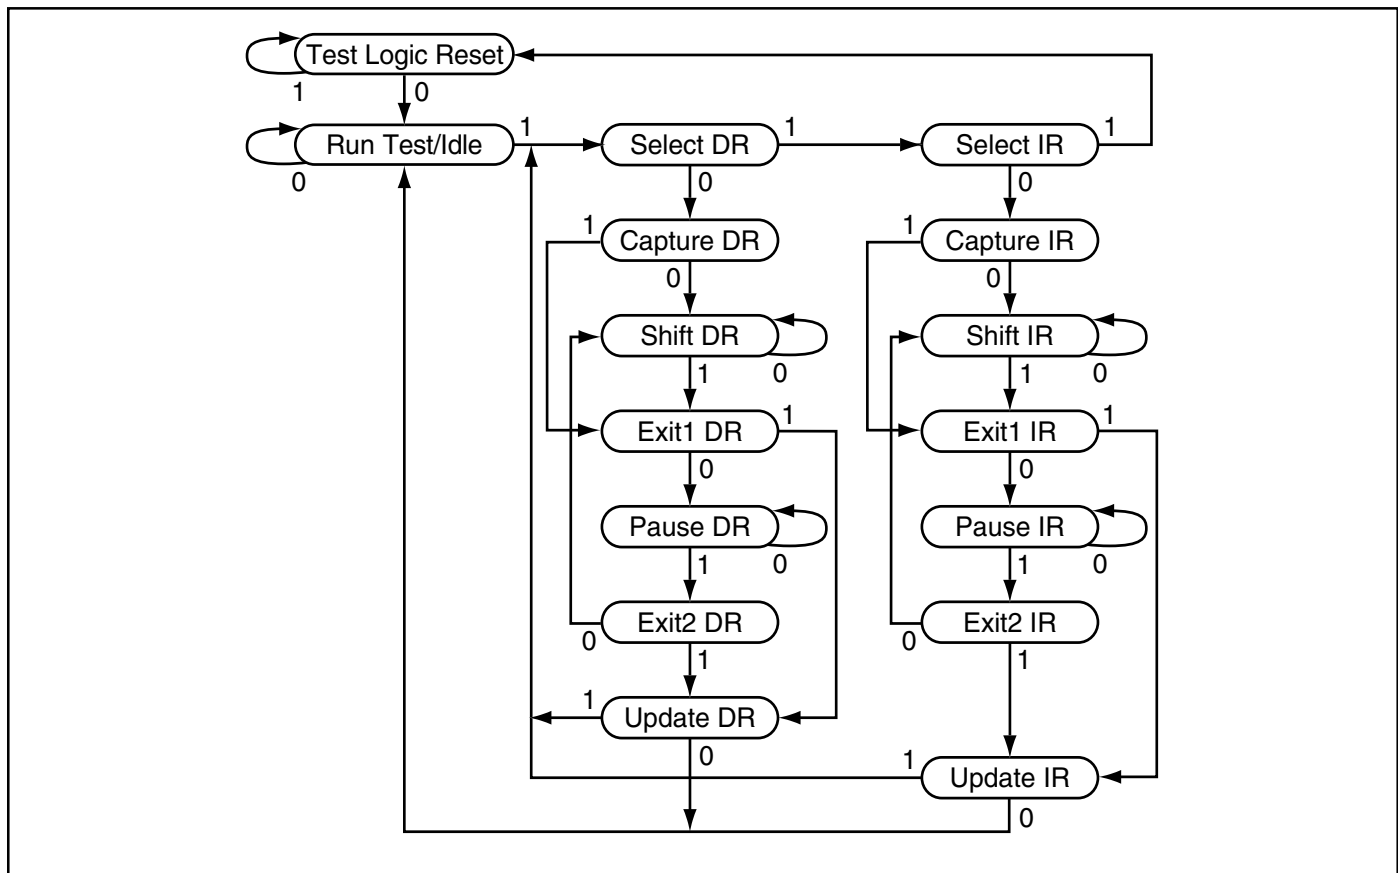 Test Logic Reset
1 0
Run Test/Idle 1 Select DR 1 Select IR 1
0 0 0
1 Capture DR 1 Capture IR
0 0
Shift DR Shift IR
1 0 1 0
Exit1 DR 1 Exit1 IR 1
0 0
Pause DR Pause IR
1 0 1 0
Exit2 DR Exit2 IR
0 1 0 1
1 Update DR
0 1 Update IR
0